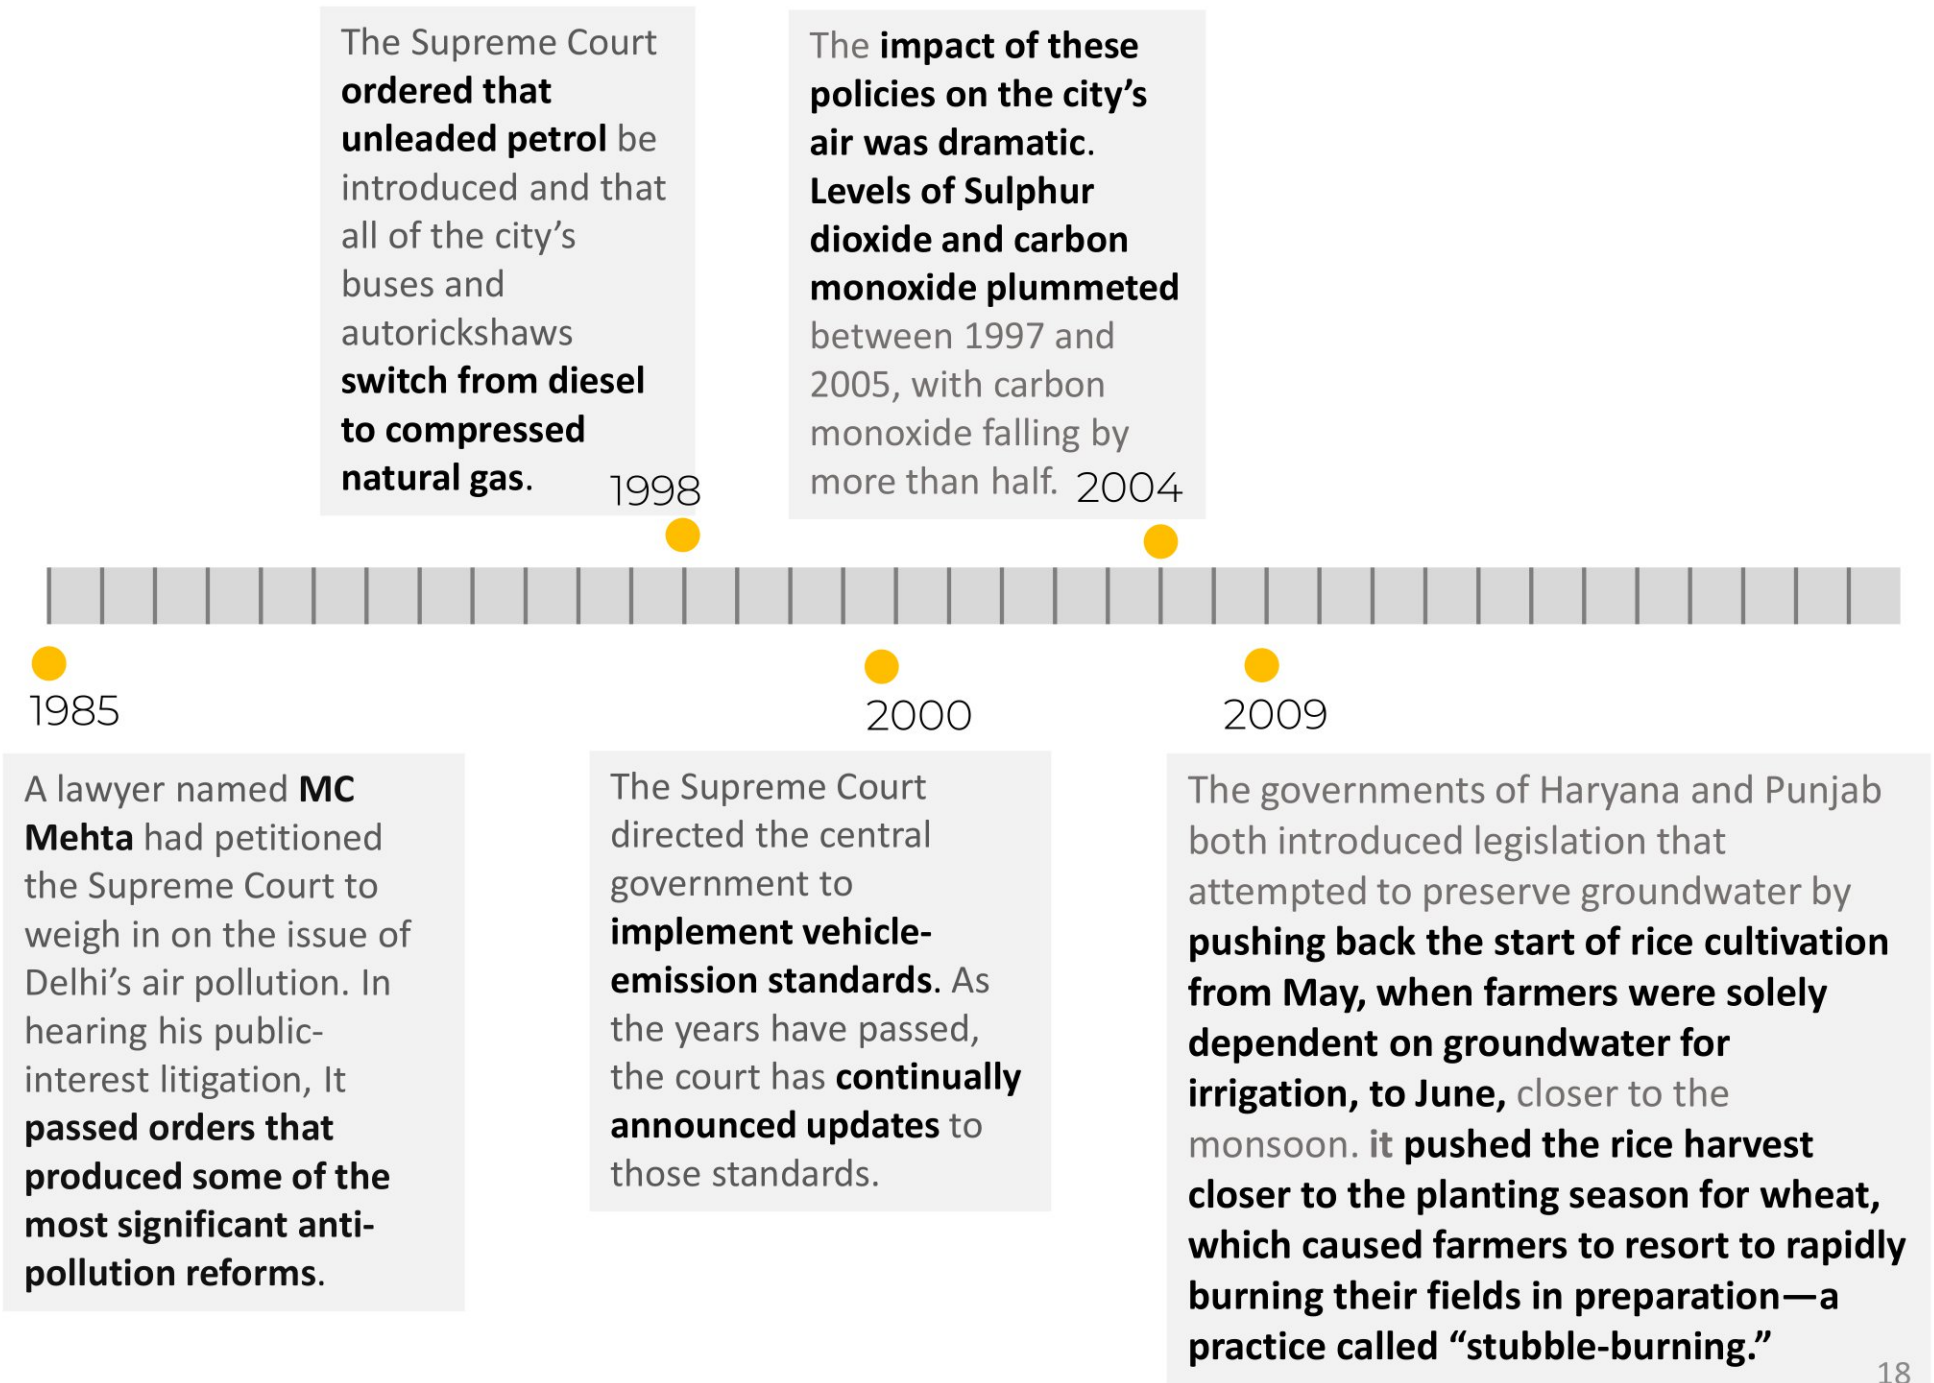 The Supreme Court
ordered that
unleaded petrol be
introduced and that
all of the city's
buses and
autorickshaws
switch from diesel
to compressed
natural gas.
1998
The impact of these
policies on the city's
air was dramatic.
Levels of Sulphur
dioxide and carbon
monoxide plummeted
between 1997 and
2005, with carbon
monoxide falling by
more than half.
2004
1985
A lawyer named MC
Mehta had petitioned
the Supreme Court to
weigh in on the issue of
Delhi's air pollution. In
hearing his public-
interest litigation, It
passed orders that
produced some of the
most significant anti-
pollution reforms.
2000
The Supreme Court
directed the central
government to
implement vehicle-
emission standards. As
the years have passed,
the court has continually
announced updates to
those standards.
2009
The governments of Haryana and Punjab
both introduced legislation that
attempted to preserve groundwater by
pushing back the start of rice cultivation
from May, when farmers were solely
dependent on groundwater for
irrigation, to June, closer to the
monsoon. it pushed the rice harvest
closer to the planting season for wheat,
which caused farmers to resort to rapidly
burning their fields in preparation—a
practice called “stubble-burning.”
18